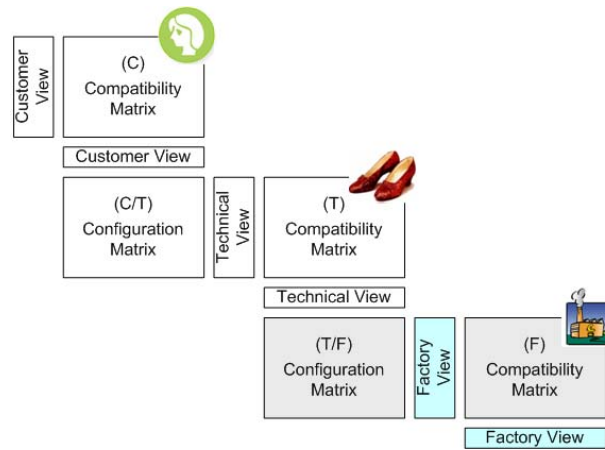 Customer
View
(C)
Compatibility
Matrix
Customer View
(C/T)
Configuration
Matrix
Technical
View
(T)
Compatibility
Matrix
Technical View
(T/F)
Configuration
Matrix
Factory
View
(F)
Compatibility
Matrix
Factory View